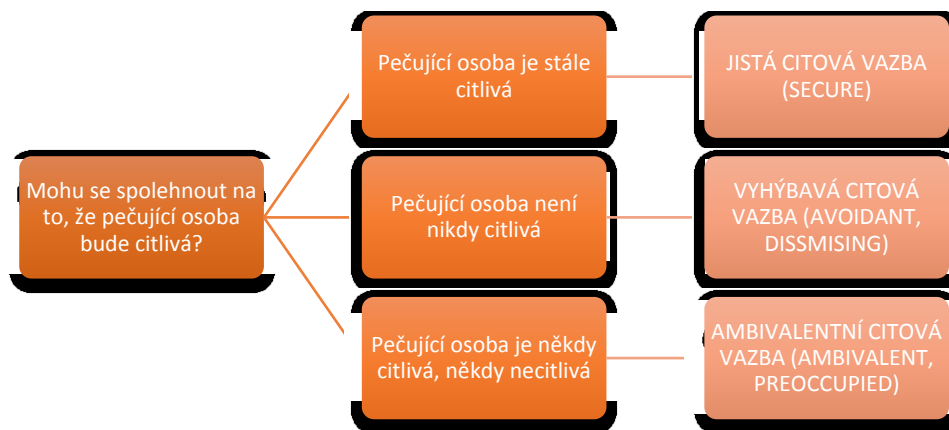 Mohu se spolehnout na
to, že pečující osoba
bude citlivá?
Pečující osoba je stále
citlivá
JISTÁ CITOVÁ VAZBA
(SECURE)
Pečující osoba není
nikdy citlivá
VYHÝBAVÁ CITOVÁ
VAZBA (AVOIDANT,
DISSMISING)
Pečující osoba je někdy
citlivá, někdy necitlivá
AMBIVALENTNÍ CITOVÁ
VAZBA (AMBIVALENT,
PREOCCUPIED)